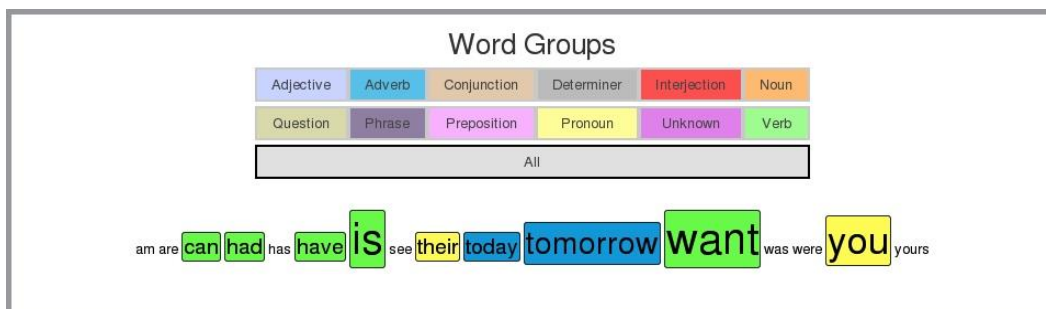 Word Groups
Adjective Adverb Conjunction Determiner Interjection Noun
Question Phrase Preposition Pronoun Unknown Verb
All
am are can had has have is see their today tomorrow want was were you yours